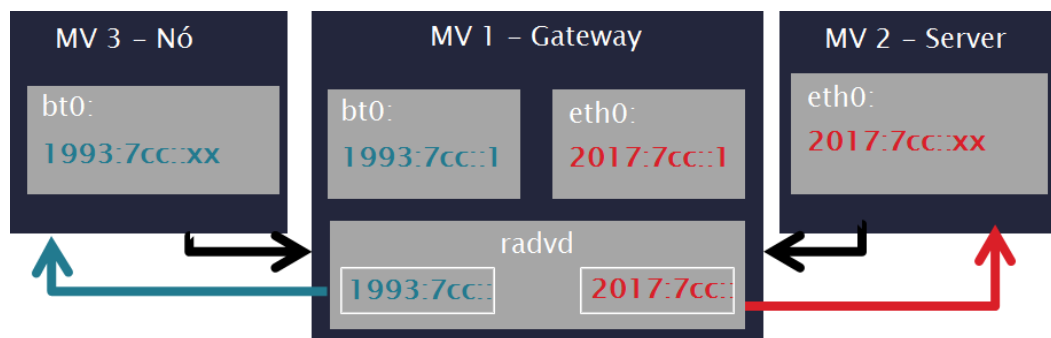 MV 3 – Nó
bt0:
1993:7cc::xx
MV 1 – Gateway
bt0:
1993:7cc::1
eth0:
2017:7cc::1
radvd
1993:7cc::
2017:7cc::
MV 2 – Server
eth0:
2017:7cc::xx